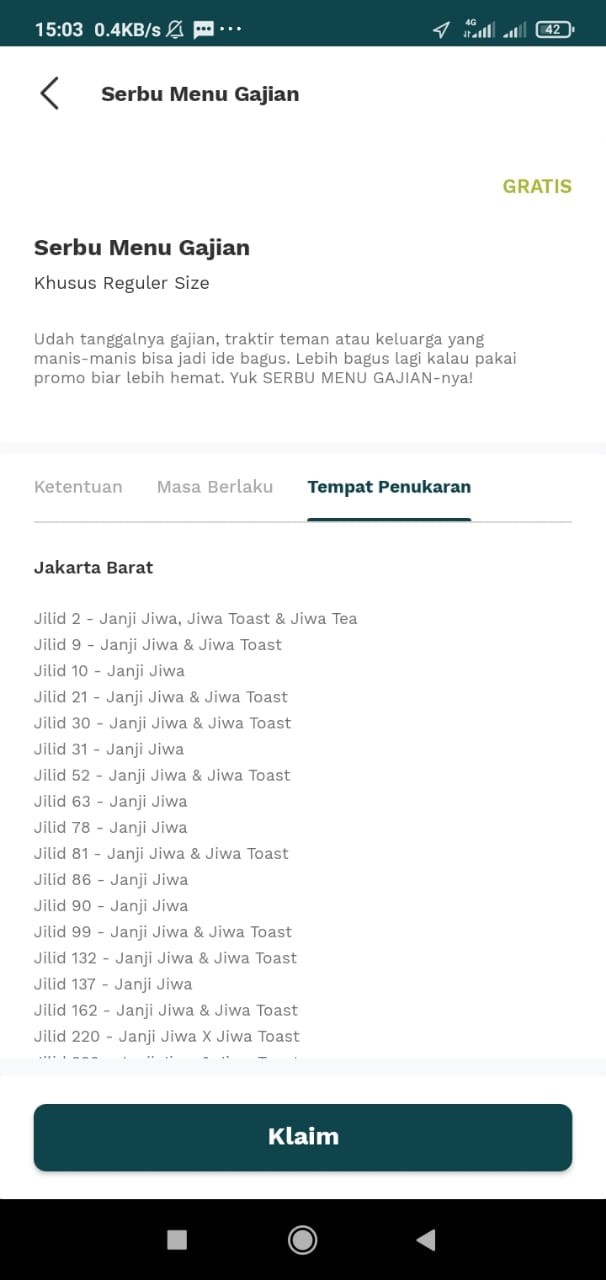 15:03 0.4KB/s
4G
42
Serbu Menu Gajian
GRATIS
Serbu Menu Gajian
Khusus Reguler Size
Udah tanggalnya gajian, traktir teman atau keluarga yang
manis-manis bisa jadi ide bagus. Lebih bagus lagi kalau pakai
promo biar lebih hemat. Yuk SERBU MENU GAJIAN-nya!
Ketentuan Masa Berlaku Tempat Penukaran
Jakarta Barat
Jilid 2 - Janji Jiwa, Jiwa Toast & Jiwa Tea
Jilid 9 - Janji Jiwa & Jiwa Toast
Jilid 10 - Janji Jiwa
Jilid 21 - Janji Jiwa & Jiwa Toast
Jilid 30 - Janji Jiwa & Jiwa Toast
Jilid 31 - Janji Jiwa
Jilid 52 - Janji Jiwa & Jiwa Toast
Jilid 63 - Janji Jiwa
Jilid 78 - Janji Jiwa
Jilid 81 - Janji Jiwa & Jiwa Toast
Jilid 86 - Janji Jiwa
Jilid 90 - Janji Jiwa
Jilid 99 - Janji Jiwa & Jiwa Toast
Jilid 132 - Janji Jiwa & Jiwa Toast
Jilid 137 - Janji Jiwa
Jilid 162 - Janji Jiwa & Jiwa Toast
Jilid 220 - Janji Jiwa X Jiwa Toast
Klaim